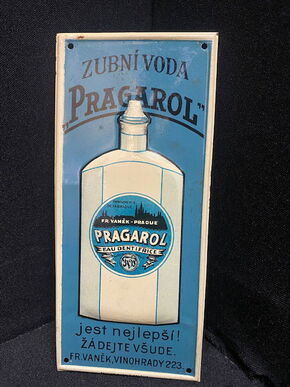 ZUBNÍ VODA
„PRAGAROL”
FR. VANĚK - PRAGUE
PRAGAROL
EAU DENTIFRICE
jest nejlepší!
ŽÁDEJTE VŠUDE.
FR. VANĚK, VINOHRADY 223.